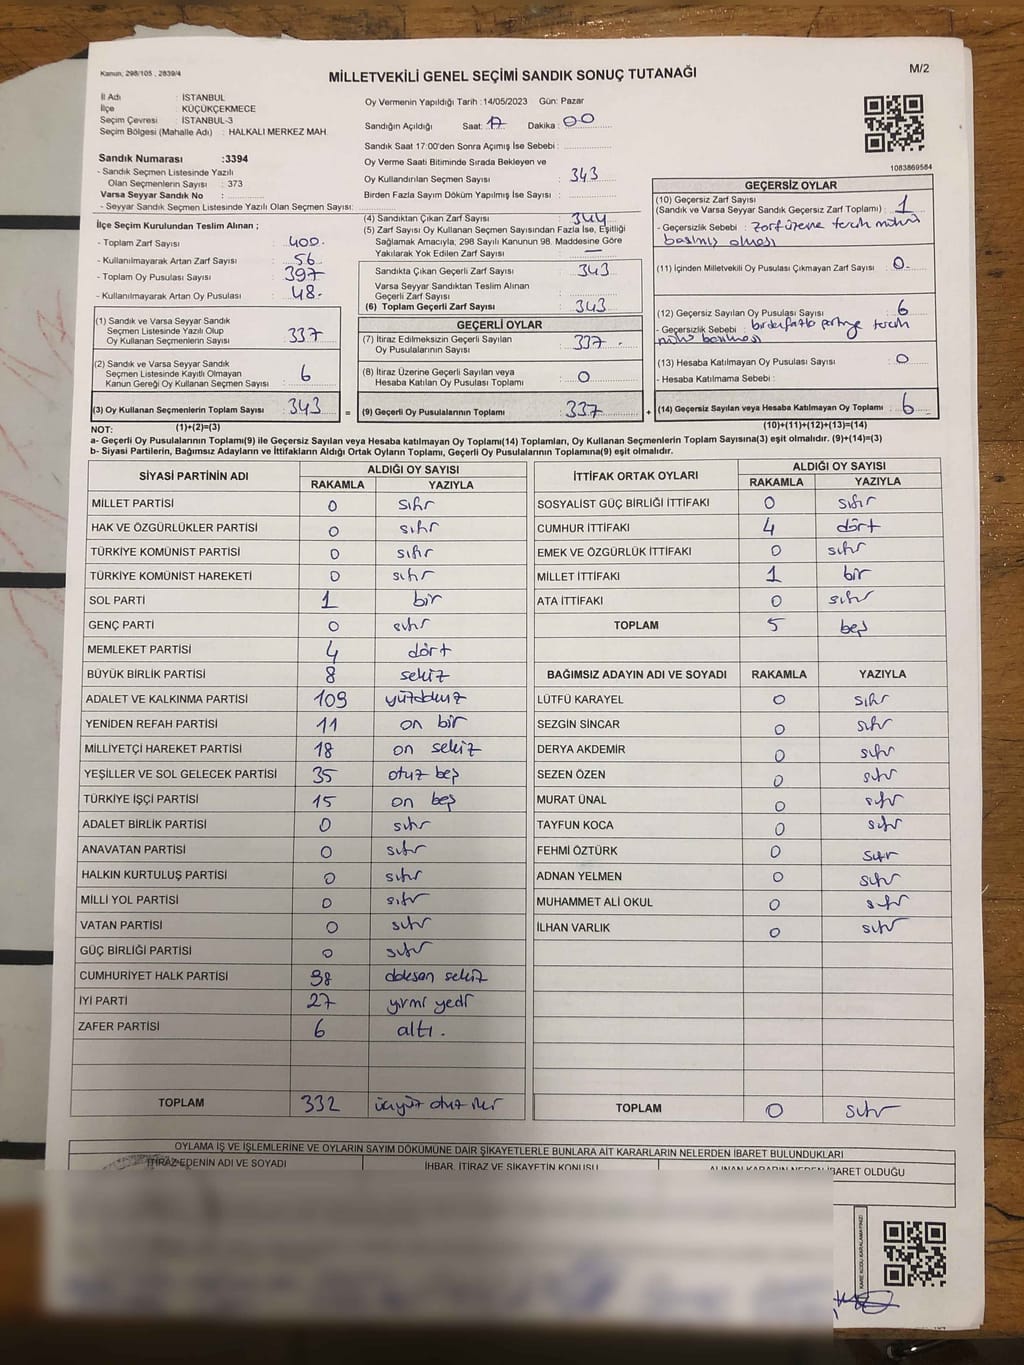 Kanun, 298/105 , 2839/4
MİLLETVEKİLİ GENEL SEÇİMİ SANDIK SONUÇ TUTANAĞI
M/2
İl Adı : İSTANBUL
İlçe : KÜÇÜKÇEKMECE
Seçim Çevresi : İSTANBUL-3
Seçim Bölgesi (Mahalle Adı) : HALKALI MERKEZ MAH.
Oy Vermenin Yapıldığı Tarih :14/05/2023 Gün: Pazar
Sandığın Açıldığı Saat: 17 Dakika : 00
Sandık Saat 17:00'den Sonra Açımış İse Sebebi :
Oy Verme Saati Bitiminde Sırada Bekleyen ve
Oy Kullandırılan Seçmen Sayısı : 343
Birden Fazla Sayım Döküm Yapılmış İse Sayısı :
Sandık Numarası :3394
- Sandık Seçmen Listesinde Yazılı
Olan Seçmenlerin Sayısı : 373
Varsa Seyyar Sandık No :
- Seyyar Sandık Seçmen Listesinde Yazılı Olan Seçmen Sayısı:
İlçe Seçim Kurulundan Teslim Alınan ;
- Toplam Zarf Sayısı : 400.
- Kullanılmayarak Artan Zarf Sayısı : 56
- Toplam Oy Pusulası Sayısı : 397
- Kullanılmayarak Artan Oy Pusulası : 48.
(1) Sandık ve Varsa Seyyar Sandık
Seçmen Listesinde Yazılı Olup
Oy Kullanan Seçmenlerin Sayısı : 337
(2) Sandık ve Varsa Seyyar Sandık
Seçmen Listesinde Kayıtlı Olmayan
Kanun Gereği Oy Kullanan Seçmen Sayısı : 6
(3) Oy Kullanan Seçmenlerin Toplam Sayısı : 343
(1)+(2)=(3)
(4) Sandıktan Çıkan Zarf Sayısı : 344
(5) Zarf Sayısı Oy Kullanan Seçmen Sayısından Fazla İse, Eşitliği
Sağlamak Amacıyla, 298 Sayılı Kanunun 98. Maddesine Göre
Yakılarak Yok Edilen Zarf Sayısı : —
Sandıkta Çıkan Geçerli Zarf Sayısı : 343
Varsa Seyyar Sandıktan Teslim Alınan
Geçerli Zarf Sayısı :
(6) Toplam Geçerli Zarf Sayısı : 343
GEÇERLİ OYLAR
(7) İtiraz Edilmeksizin Geçerli Sayılan
Oy Pusulalarının Sayısı : 337 .
(8) İtiraz Üzerine Geçerli Sayılan veya
Hesaba Katılan Oy Pusulası Toplamı : 0
= (9) Geçerli Oy Pusulalarının Toplamı : 337 +
1083869584
GEÇERSİZ OYLAR
(10) Geçersiz Zarf Sayısı
(Sandık ve Varsa Seyyar Sandık Geçersiz Zarf Toplamı) : 1
- Geçersizlik Sebebi : zarf üzerine tercih mührü
basılmış olması
(11) İçinden Milletvekili Oy Pusulası Çıkmayan Zarf Sayısı : 0.
(12) Geçersiz Sayılan Oy Pusulası Sayısı : 6
- Geçersizlik Sebebi : birden fazla partiye tercih
mührü basılması
(13) Hesaba Katılmayan Oy Pusulası Sayısı : 0
- Hesaba Katılmama Sebebi :
(14) Geçersiz Sayılan veya Hesaba Katılmayan Oy Toplamı : 6
(10)+(11)+(12)+(13)=(14)
NOT:
a- Geçerli Oy Pusulalarının Toplamı(9) ile Geçersiz Sayılan veya Hesaba katılmayan Oy Toplamı(14) Toplamları, Oy Kullanan Seçmenlerin Toplam Sayısına(3) eşit olmalıdır. (9)+(14)=(3)
b- Siyasi Partilerin, Bağımsız Adayların ve İttifakların Aldığı Ortak Oyların Toplamı, Geçerli Oy Pusulalarının Toplamına(9) eşit olmalıdır.
SİYASİ PARTİNİN ADI ALDIĞI OY SAYISI
RAKAMLA YAZIYLA
MİLLET PARTİSİ 0 sıfır
HAK VE ÖZGÜRLÜKLER PARTİSİ 0 sıfır
TÜRKİYE KOMÜNİST PARTİSİ 0 sıfır
TÜRKİYE KOMÜNİST HAREKETİ 0 sıfır
SOL PARTİ 1 bir
GENÇ PARTİ 0 sıfır
MEMLEKET PARTİSİ 4 dört
BÜYÜK BİRLİK PARTİSİ 8 sekiz
ADALET VE KALKINMA PARTİSİ 109 yüzdokuz
YENİDEN REFAH PARTİSİ 11 on bir
MİLLİYETÇİ HAREKET PARTİSİ 18 on sekiz
YEŞİLLER VE SOL GELECEK PARTİSİ 35 otuz beş
TÜRKİYE İŞÇİ PARTİSİ 15 on beş
ADALET BİRLİK PARTİSİ 0 sıfır
ANAVATAN PARTİSİ 0 sıfır
HALKIN KURTULUŞ PARTİSİ 0 sıfır
MİLLİ YOL PARTİSİ 0 sıfır
VATAN PARTİSİ 0 sıfır
GÜÇ BİRLİĞİ PARTİSİ 0 sıfır
CUMHURİYET HALK PARTİSİ 98 doksan sekiz
İYİ PARTİ 27 yirmi yedi
ZAFER PARTİSİ 6 altı .
TOPLAM 332 üçyüz otuz iki
İTTİFAK ORTAK OYLARI ALDIĞI OY SAYISI
RAKAMLA YAZIYLA
SOSYALİST GÜÇ BİRLİĞİ İTTİFAKI 0 sıfır
CUMHUR İTTİFAKI 4 dört
EMEK VE ÖZGÜRLÜK İTTİFAKI 0 sıfır
MİLLET İTTİFAKI 1 bir
ATA İTTİFAKI 0 sıfır
TOPLAM 5 beş
BAĞIMSIZ ADAYIN ADI VE SOYADI RAKAMLA YAZIYLA
LÜTFÜ KARAYEL 0 sıfır
SEZGİN SİNCAR 0 sıfır
DERYA AKDEMİR 0 sıfır
SEZEN ÖZEN 0 sıfır
MURAT ÜNAL 0 sıfır
TAYFUN KOCA 0 sıfır
FEHMİ ÖZTÜRK 0 sıfır
ADNAN YELMEN 0 sıfır
MUHAMMET ALİ OKUL 0 sıfır
İLHAN VARLIK 0 sıfır
TOPLAM 0 sıfır
OYLAMA İŞ VE İŞLEMLERİNE VE OYLARIN SAYIM DÖKÜMÜNE DAİR ŞİKAYETLERLE BUNLARA AİT KARARLARIN NELERDEN İBARET BULUNDUKLARI
İTİRAZ EDENİN ADI VE SOYADI İHBAR, İTİRAZ VE ŞİKAYETİN KONUSU ALINAN KARARIN NEDEN İBARET OLDUĞU
KARE KODU KARALAMAYINIZ!